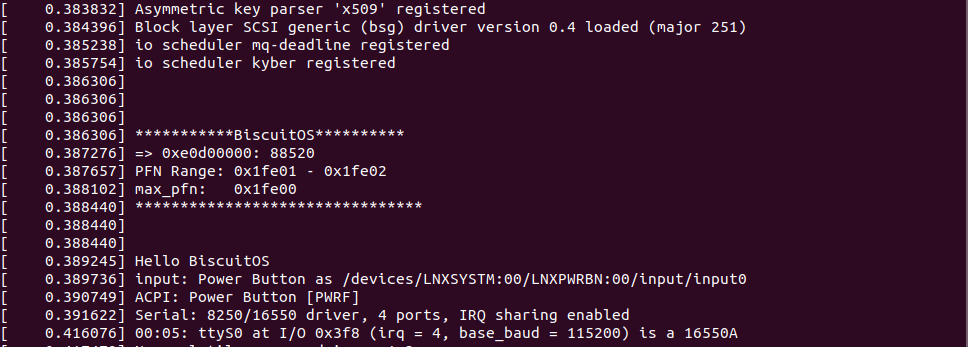 [    0.383832] Asymmetric key parser 'x509' registered
[    0.384396] Block layer SCSI generic (bsg) driver version 0.4 loaded (major 251)
[    0.385238] io scheduler mq-deadline registered
[    0.385754] io scheduler kyber registered
[    0.386306]
[    0.386306]
[    0.386306]
[    0.386306] ***********BiscuitOS**********
[    0.387276] => 0xe0d00000: 88520
[    0.387657] PFN Range: 0x1fe01 - 0x1fe02
[    0.388102] max_pfn:   0x1fe00
[    0.388440] ********************************
[    0.388440]
[    0.388440]
[    0.389245] Hello BiscuitOS
[    0.389736] input: Power Button as /devices/LNXSYSTM:00/LNXPWRBN:00/input/input0
[    0.390749] ACPI: Power Button [PWRF]
[    0.391622] Serial: 8250/16550 driver, 4 ports, IRQ sharing enabled
[    0.416076] 00:05: ttyS0 at I/O 0x3f8 (irq = 4, base_baud = 115200) is a 16550A